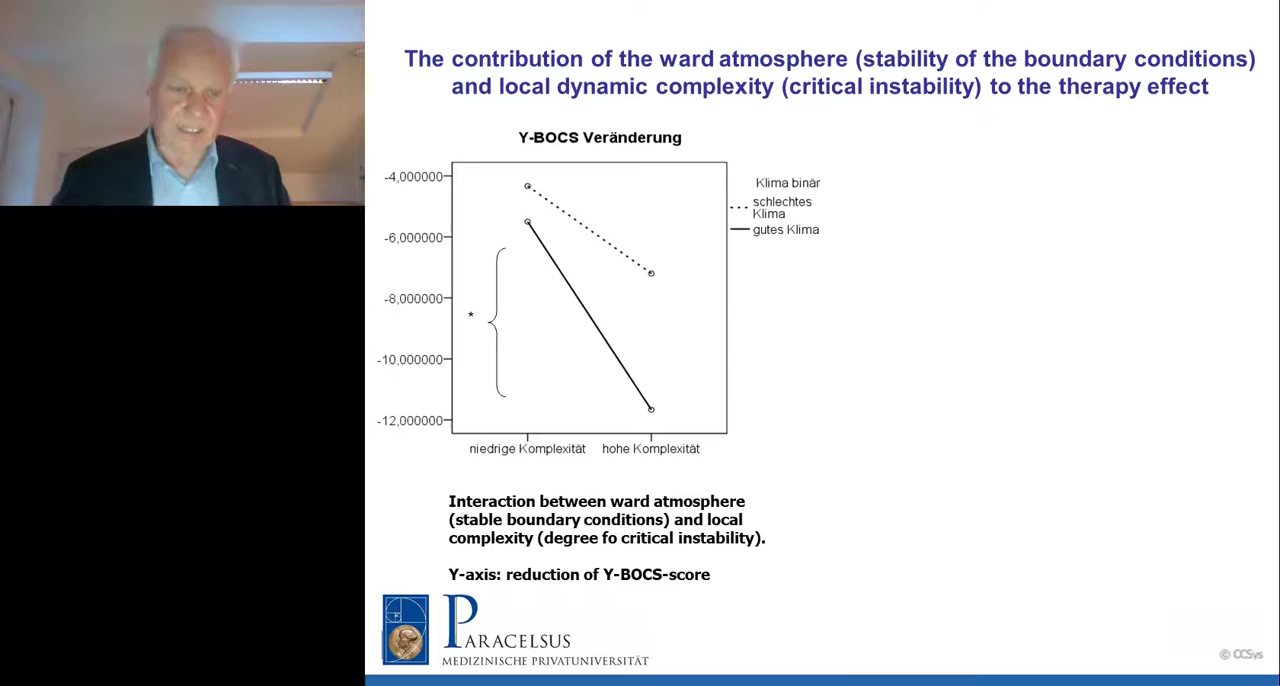 The contribution of the ward atmosphere (stability of the boundary conditions)
and local dynamic complexity (critical instability) to the therapy effect
Y-BOCS Veränderung
-4,000000
-6,000000
-8,000000
-10,000000
-12,000000
*
niedrige Komplexität
hohe Komplexität
Klima binär
schlechtes
Klima
gutes Klima
Interaction between ward atmosphere
(stable boundary conditions) and local
complexity (degree fo critical instability).
Y-axis: reduction of Y-BOCS-score
PARACELSUS
MEDIZINISCHE PRIVATUNIVERSITÄT
© CCSys